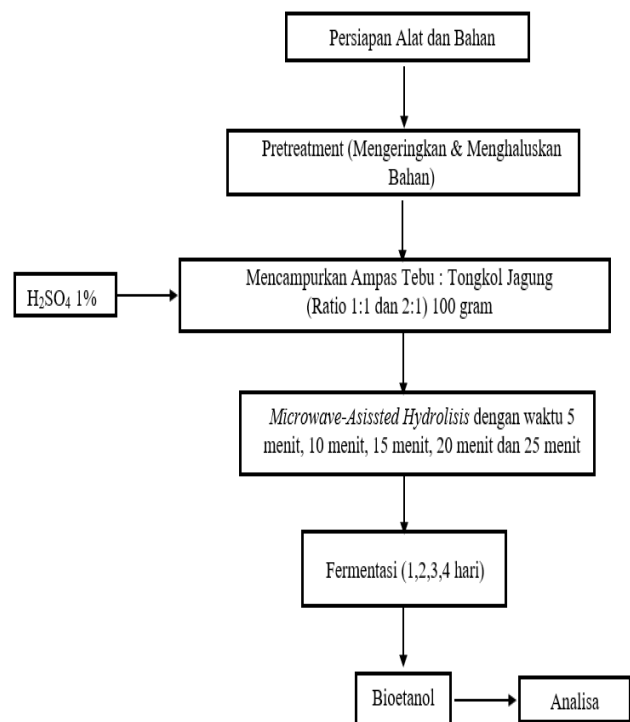 Persiapan Alat dan Bahan
Pretreatment (Mengeringkan & Menghaluskan
Bahan)
H₂SO₄ 1%
Mencampurkan Ampas Tebu : Tongkol Jagung
(Ratio 1:1 dan 2:1) 100 gram
Microwave-Asissted Hydrolisis dengan waktu 5
menit, 10 menit, 15 menit, 20 menit dan 25 menit
Fermentasi (1,2,3,4 hari)
Bioetanol
Analisa